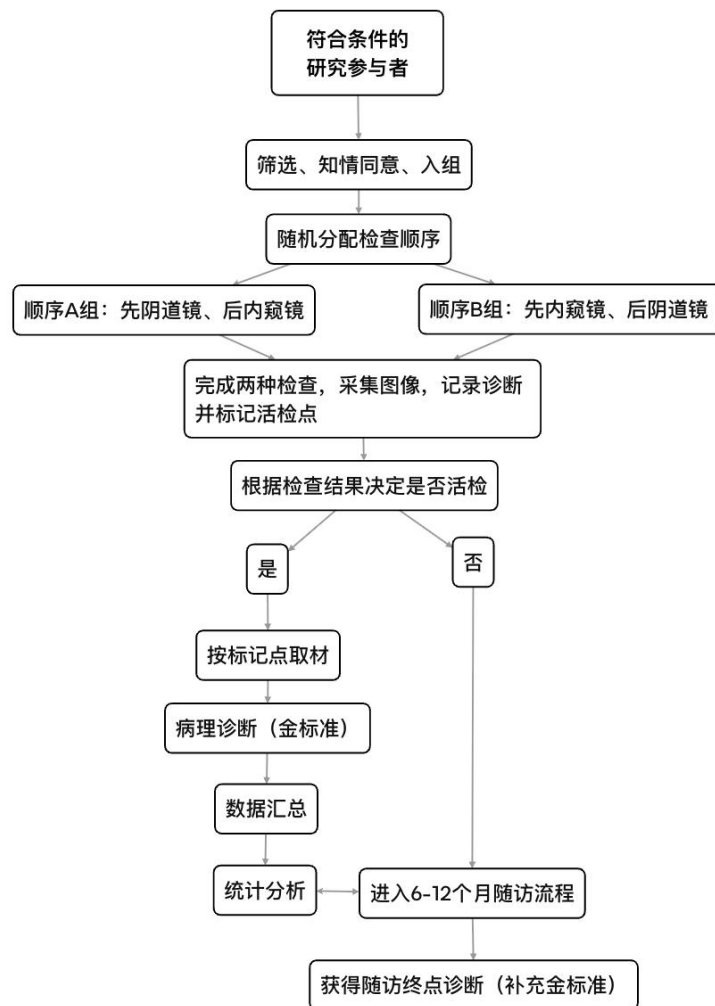 符合条件的
研究参与者
筛选、知情同意、入组
随机分配检查顺序
顺序A组：先阴道镜、后内窥镜
顺序B组：先内窥镜、后阴道镜
完成两种检查，采集图像，记录诊断
并标记活检点
根据检查结果决定是否活检
是
否
按标记点取材
病理诊断（金标准）
数据汇总
统计分析
进入6-12个月随访流程
获得随访终点诊断（补充金标准）